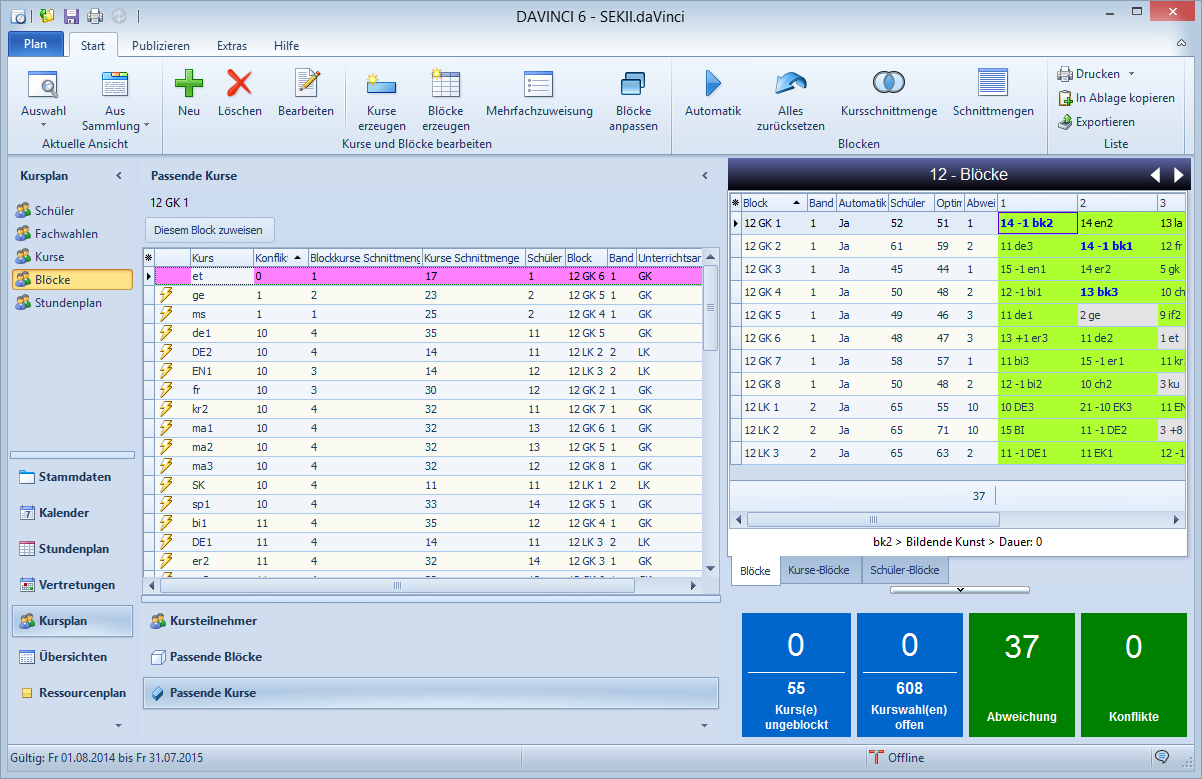 DAVINCI 6 - SEKII.daVinci
Plan Start Publizieren Extras Hilfe
Auswahl
Aus Sammlung
Aktuelle Ansicht
Neu
Löschen
Bearbeiten
Kurse erzeugen
Blöcke erzeugen
Mehrfachzuweisung
Blöcke anpassen
Kurse und Blöcke bearbeiten
Automatik
Alles zurücksetzen
Kursschnittmenge
Schnittmengen
Blocken
Drucken
In Ablage kopieren
Exportieren
Liste
Kursplan
Schüler
Fachwahlen
Kurse
Blöcke
Stundenplan
Stammdaten
Kalender
Stundenplan
Vertretungen
Kursplan
Übersichten
Ressourcenplan
Passende Kurse
12 GK 1
Diesem Block zuweisen
Kurs Konflikt Blockkurse Schnittmeng Kurse Schnittmenge Schüler Block Band Unterrichtsar
et 0 1 17 1 12 GK 6 1 GK
ge 1 2 23 2 12 GK 5 1 GK
ms 1 1 25 2 12 GK 4 1 GK
de1 10 4 35 11 12 GK 5 GK
DE2 10 4 14 11 12 LK 2 2 LK
EN1 10 3 14 12 12 LK 3 2 LK
fr 10 3 30 12 12 GK 2 1 GK
kr2 10 4 32 11 12 GK 7 1 GK
ma1 10 4 32 13 12 GK 6 1 GK
ma2 10 4 32 13 12 GK 5 1 GK
ma3 10 4 32 12 12 GK 8 1 GK
SK 10 4 11 11 12 LK 1 2 LK
sp1 10 4 33 14 12 GK 5 1 GK
bi1 11 4 35 12 12 GK 4 1 GK
DE1 11 4 14 11 12 LK 3 2 LK
er2 11 4 32 14 12 GK 3 1 GK
Kursteilnehmer
Passende Blöcke
Passende Kurse
12 - Blöcke
Block Band Automatik Schüler Optim Abwei 1 2 3
12 GK 1 1 Ja 52 51 1 14 -1 bk2 14 en2 13 la
12 GK 2 1 Ja 61 59 2 11 de3 14 -1 bk1 12 fr
12 GK 3 1 Ja 45 44 1 15 -1 en1 14 er2 5 gk
12 GK 4 1 Ja 50 48 2 12 -1 bi1 13 bk3 10 ch
12 GK 5 1 Ja 49 46 3 11 de1 2 ge 9 if2
12 GK 6 1 Ja 48 47 3 13 +1 er3 11 de2 1 et
12 GK 7 1 Ja 58 57 1 11 bi3 15 -1 er1 11 kr
12 GK 8 1 Ja 50 48 2 12 -1 bi2 10 ch2 3 ku
12 LK 1 2 Ja 65 55 10 10 DE3 21 -10 EK3 11 EN
12 LK 2 2 Ja 65 71 10 15 BI 11 -1 DE2 3 +8
12 LK 3 2 Ja 65 63 2 11 -1 DE1 11 EK1 12 -1
37
bk2 > Bildende Kunst > Dauer: 0
Blöcke Kurse-Blöcke Schüler-Blöcke
0
55
Kurs(e)
ungeblockt
0
608
Kurswahl(en)
offen
37
Abweichung
0
Konflikte
Gültig: Fr 01.08.2014 bis Fr 31.07.2015
Offline